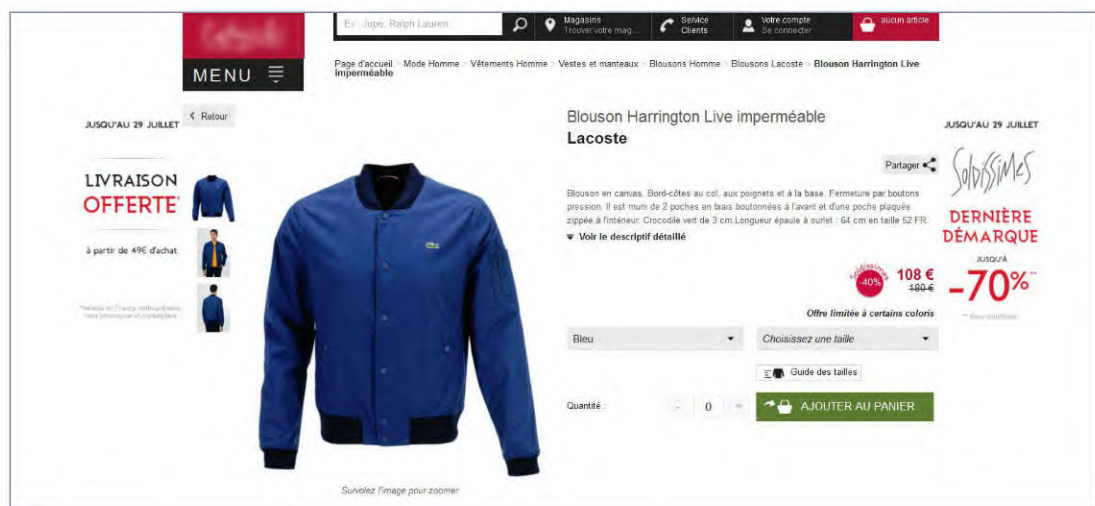 Ex: Jupe, Ralph Lauren...
Magasins
Trouver votre mag...
Service
Clients
Votre compte
Se connecter
aucun article
MENU
Page d'accueil > Mode Homme > Vêtements Homme > Vestes et manteaux > Blousons Homme > Blousons Lacoste > Blouson Harrington Live
imperméable
JUSQU'AU 29 JUILLET
LIVRAISON
OFFERTE*
à partir de 49€ d'achat
Retour
Survolez l'image pour zoomer
Blouson Harrington Live imperméable
Lacoste
Partager
Blouson en canvas. Bord-côtes au col, aux poignets et à la base. Fermeture par boutons
pression. Il est muni de 2 poches en biais boutonnées à l'avant et d'une poche plaquée
zippée à l'intérieur. Crocodile vert de 3 cm.Longueur épaule à ourlet : 64 cm en taille 52 FR.
Voir le descriptif détaillé
Soldissimes
-40%
108 €
180 €
Offre limitée à certains coloris
Bleu
Choisissez une taille
Guide des tailles
Quantité :
- 0 +
AJOUTER AU PANIER
JUSQU'AU 29 JUILLET
SOLDISSIMES
DERNIÈRE
DÉMARQUE
JUSQU'À
-70%**